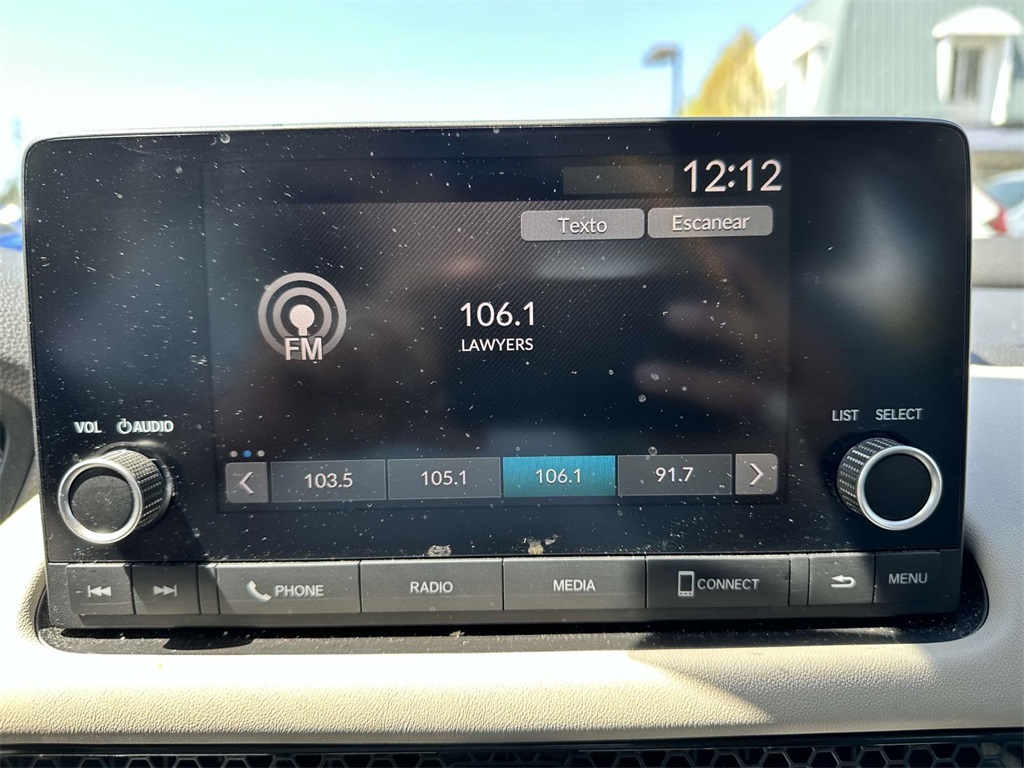 12:12
Texto Escanear
FM
106.1
LAWYERS
VOL AUDIO
LIST SELECT
103.5 105.1 106.1 91.7
PHONE RADIO MEDIA CONNECT MENU